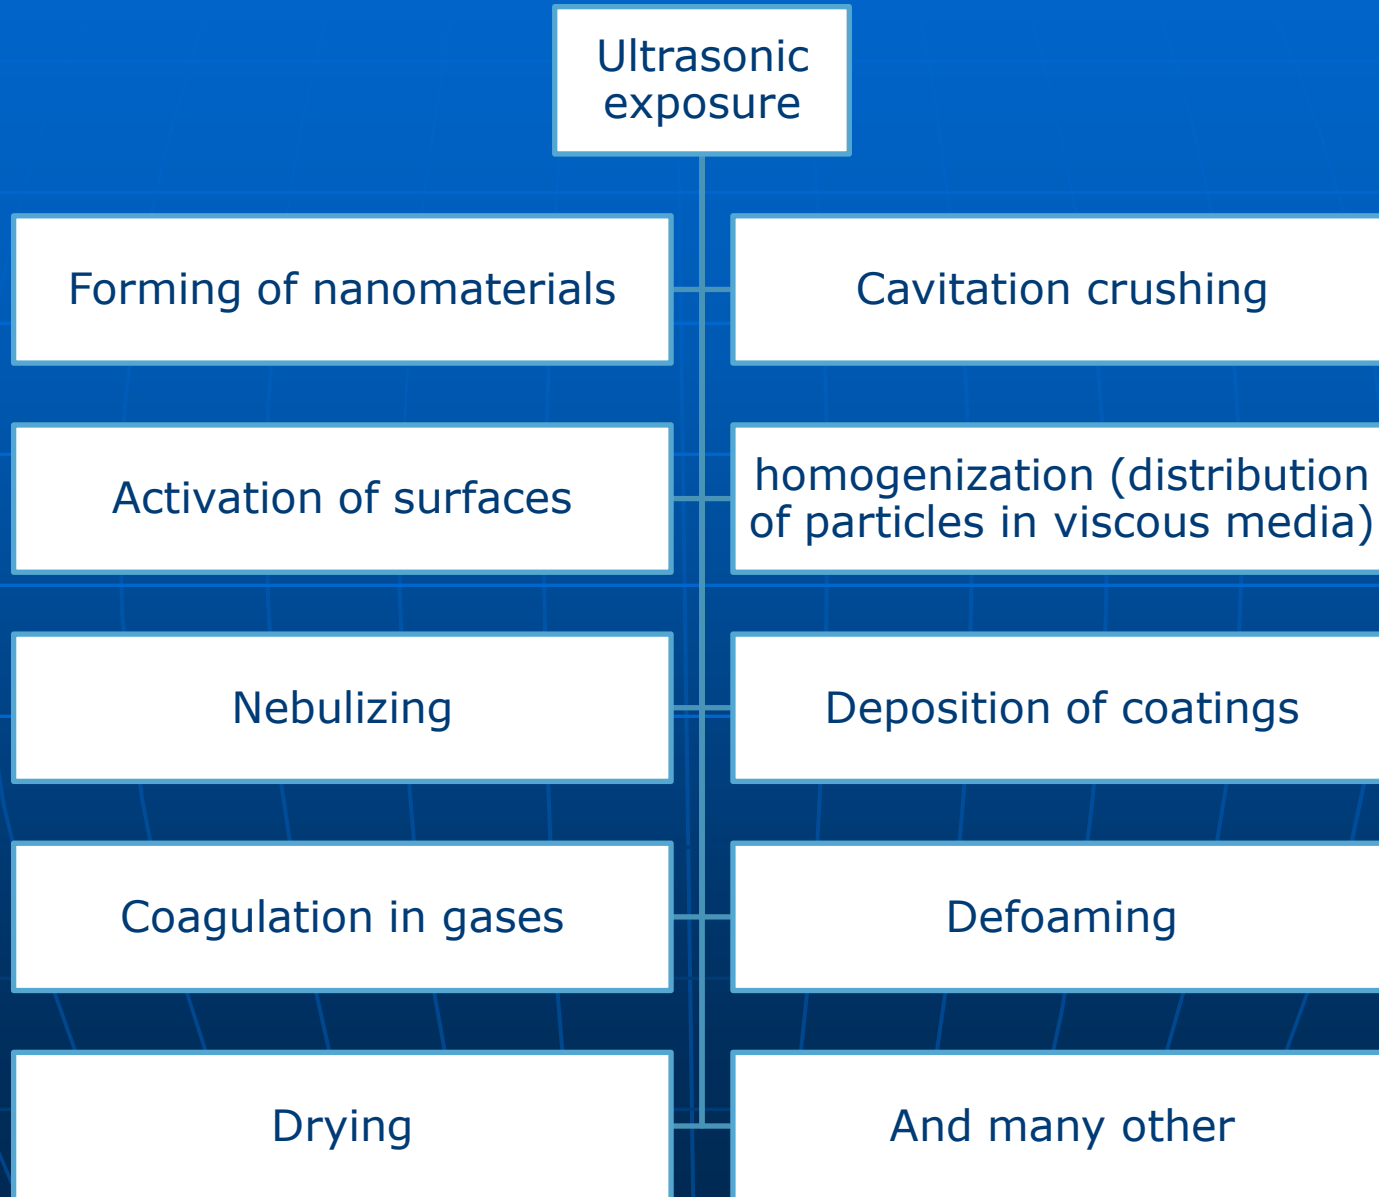 Ultrasonic
exposure
Forming of nanomaterials
Cavitation crushing
Activation of surfaces
homogenization (distribution
of particles in viscous media)
Nebulizing
Deposition of coatings
Coagulation in gases
Defoaming
Drying
And many other